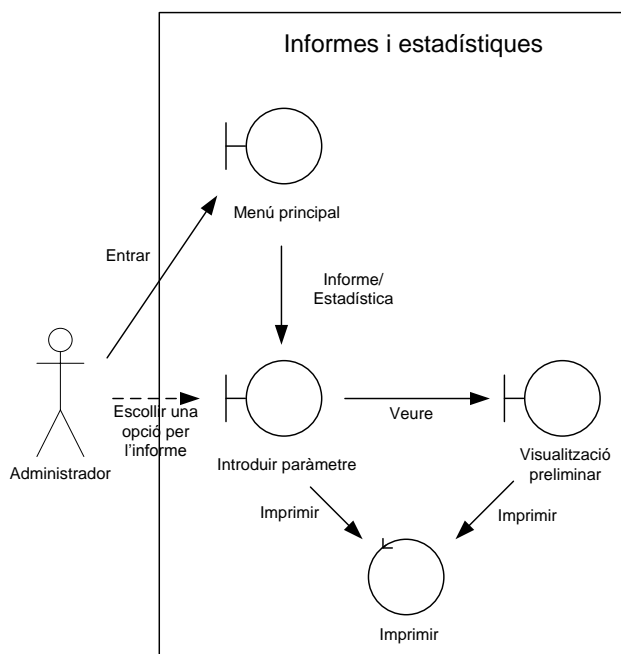 Informes i estadístiques
Menú principal
Entrar
Informe/
Estadística
Escollir una
opció per
l'informe
Administrador
Introduir paràmetre
Veure
Visualització
preliminar
Imprimir
Imprimir
Imprimir